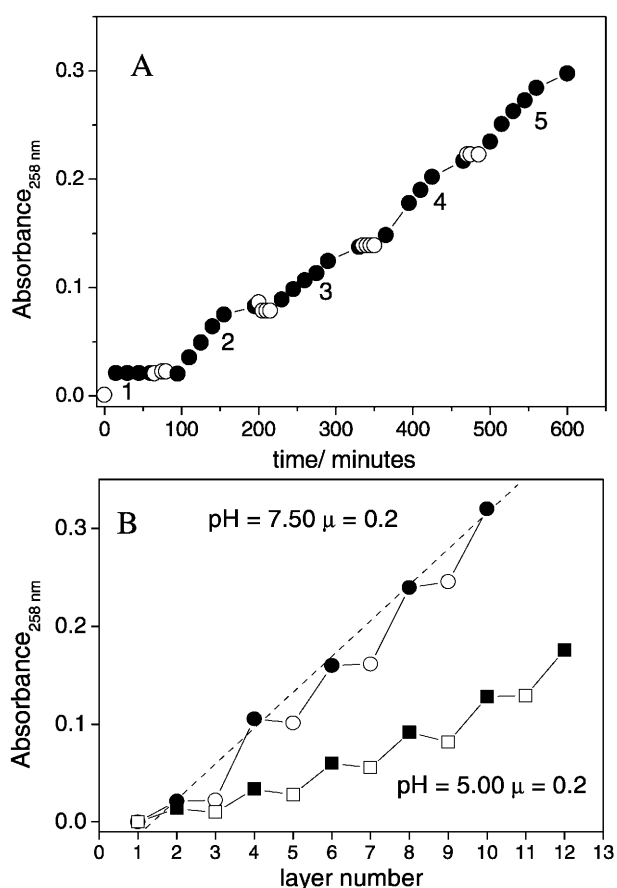 A
Absorbance258 nm
0.3
0.2
0.1
0.0
1
2
3
4
5
0 100 200 300 400 500 600
time/ minutes
B
pH = 7.50 μ = 0.2
Absorbance258 nm
0.3
0.2
0.1
0.0
pH = 5.00 μ = 0.2
0 1 2 3 4 5 6 7 8 9 10 11 12 13
layer number